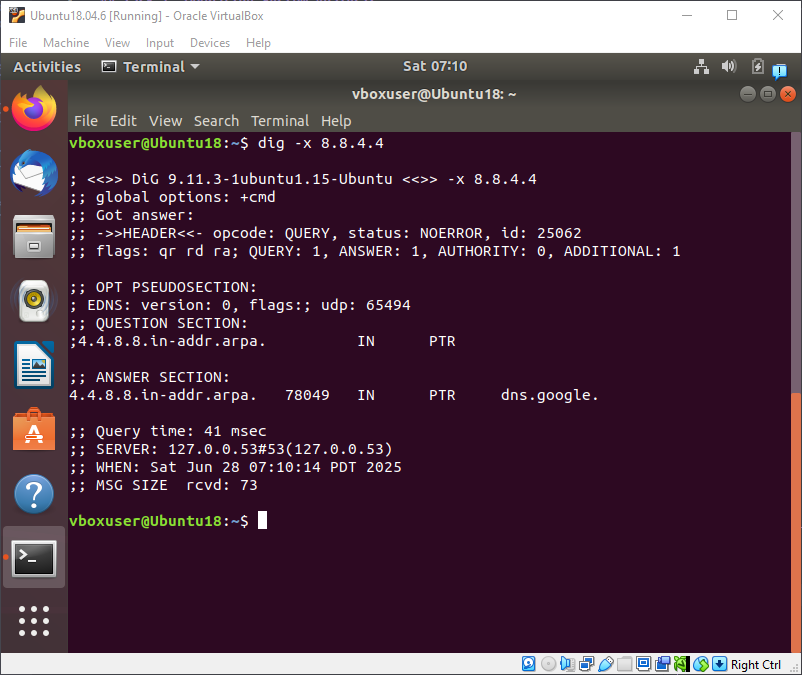 Ubuntu18.04.6 [Running] - Oracle VirtualBox
File Machine View Input Devices Help
Activities Terminal Sat 07:10
vboxuser@Ubuntu18: ~
File Edit View Search Terminal Help
vboxuser@Ubuntu18:~$ dig -x 8.8.4.4
; <<>> DiG 9.11.3-1ubuntu1.15-Ubuntu <<>> -x 8.8.4.4
;; global options: +cmd
;; Got answer:
;; ->>HEADER<<- opcode: QUERY, status: NOERROR, id: 25062
;; flags: qr rd ra; QUERY: 1, ANSWER: 1, AUTHORITY: 0, ADDITIONAL: 1
;; OPT PSEUDOSECTION:
; EDNS: version: 0, flags:; udp: 65494
;; QUESTION SECTION:
;4.4.8.8.in-addr.arpa. IN PTR
;; ANSWER SECTION:
4.4.8.8.in-addr.arpa. 78049 IN PTR dns.google.
;; Query time: 41 msec
;; SERVER: 127.0.0.53#53(127.0.0.53)
;; WHEN: Sat Jun 28 07:10:14 PDT 2025
;; MSG SIZE rcvd: 73
vboxuser@Ubuntu18:~$
Right Ctrl